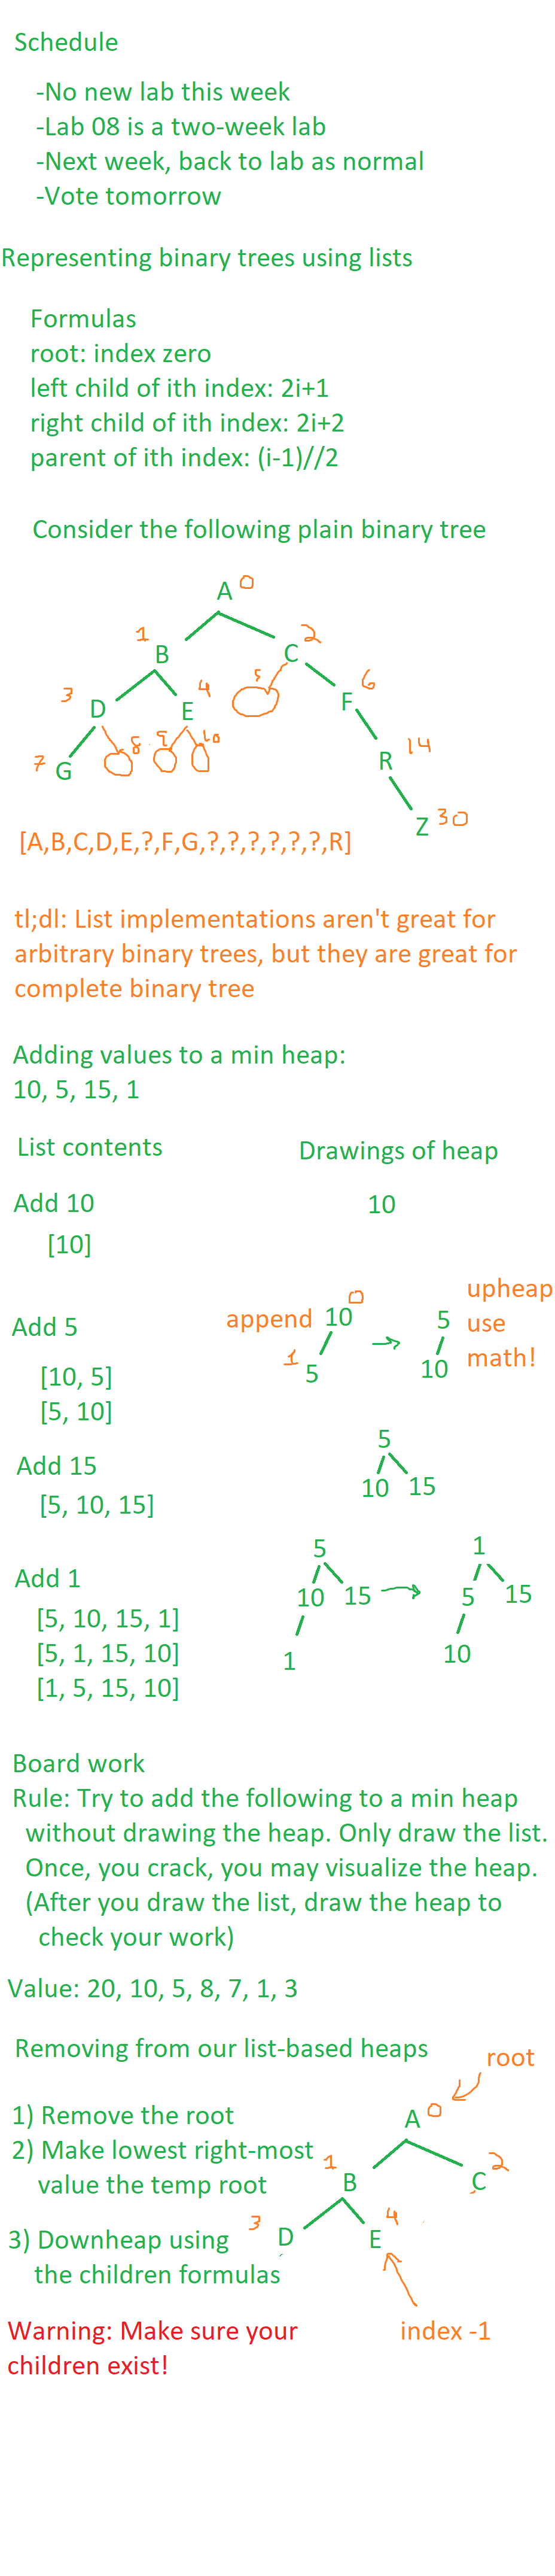 Schedule
-No new lab this week
-Lab 08 is a two-week lab
-Next week, back to lab as normal
-Vote tomorrow
Representing binary trees using lists
Formulas
root: index zero
left child of ith index: 2i+1
right child of ith index: 2i+2
parent of ith index: (i-1)//2
Consider the following plain binary tree
A 0
1 B
C 2
3 D
E 4
5
F 6
7 G
8
9
10
R 14
Z 30
[A,B,C,D,E,?,F,G,?,?,?,?,?,?,R]
tl;dl: List implementations aren't great for
arbitrary binary trees, but they are great for
complete binary tree
Adding values to a min heap:
10, 5, 15, 1
List contents
Drawings of heap
Add 10
10
[10]
Add 5
append 10 0
1 5
5
10
upheap
use
math!
[10, 5]
[5, 10]
Add 15
5
10 15
[5, 10, 15]
Add 1
5
10 15
1
1
5 15
10
[5, 10, 15, 1]
[5, 1, 15, 10]
[1, 5, 15, 10]
Board work
Rule: Try to add the following to a min heap
without drawing the heap. Only draw the list.
Once, you crack, you may visualize the heap.
(After you draw the list, draw the heap to
check your work)
Value: 20, 10, 5, 8, 7, 1, 3
Removing from our list-based heaps
root
1) Remove the root
2) Make lowest right-most
value the temp root
3) Downheap using
the children formulas
A 0
1 B
C 2
3 D
E 4
index -1
Warning: Make sure your
children exist!